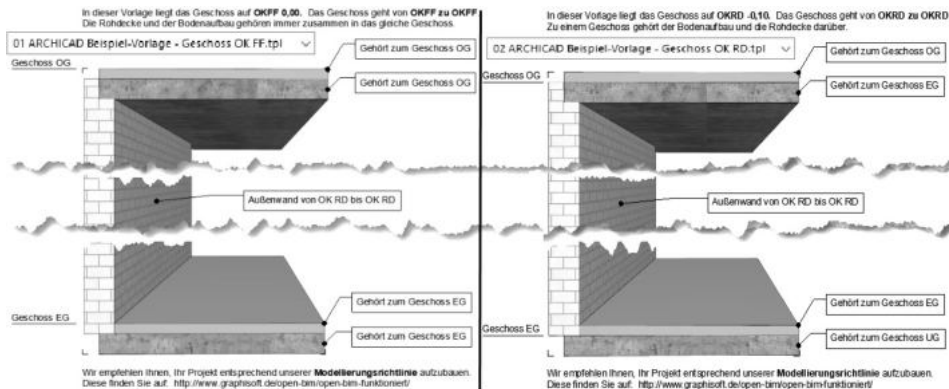 In dieser Vorlage liegt das Geschoss auf OKFF 0,00. Das Geschoss geht von OKFF zu OKFF
Die Rohdecke und der Bodenaufbau gehören immer zusammen in das gleiche Geschoss.
01 ARCHICAD Beispiel-Vorlage - Geschoss OK FF.tpl
Gehört zum Geschoss OG
Geschoss OG
Gehört zum Geschoss OG
Außenwand von OK RD bis OK RD
Gehört zum Geschoss EG
Geschoss EG
Gehört zum Geschoss EG
Wir empfehlen Ihnen, Ihr Projekt entsprechend unserer Modellierungsrichtlinie aufzubauen.
Diese finden Sie auf: http://www.graphisoft.de/open-bim/open-bim-funktioniert/
In dieser Vorlage liegt das Geschoss auf OKRD -0,10. Das Geschoss geht von OKRD zu OKRD
Zu einem Geschoss gehört der Bodenaufbau und die Rohdecke darüber.
02 ARCHICAD Beispiel-Vorlage - Geschoss OK RD.tpl
Gehört zum Geschoss OG
Geschoss OG
Gehört zum Geschoss EG
Außenwand von OK RD bis OK RD
Gehört zum Geschoss EG
Geschoss EG
Gehört zum Geschoss UG
Wir empfehlen Ihnen, Ihr Projekt entsprechend unserer Modellierungsrichtlinie aufzubauen.
Diese finden Sie auf: http://www.graphisoft.de/open-bim/open-bim-funktioniert/